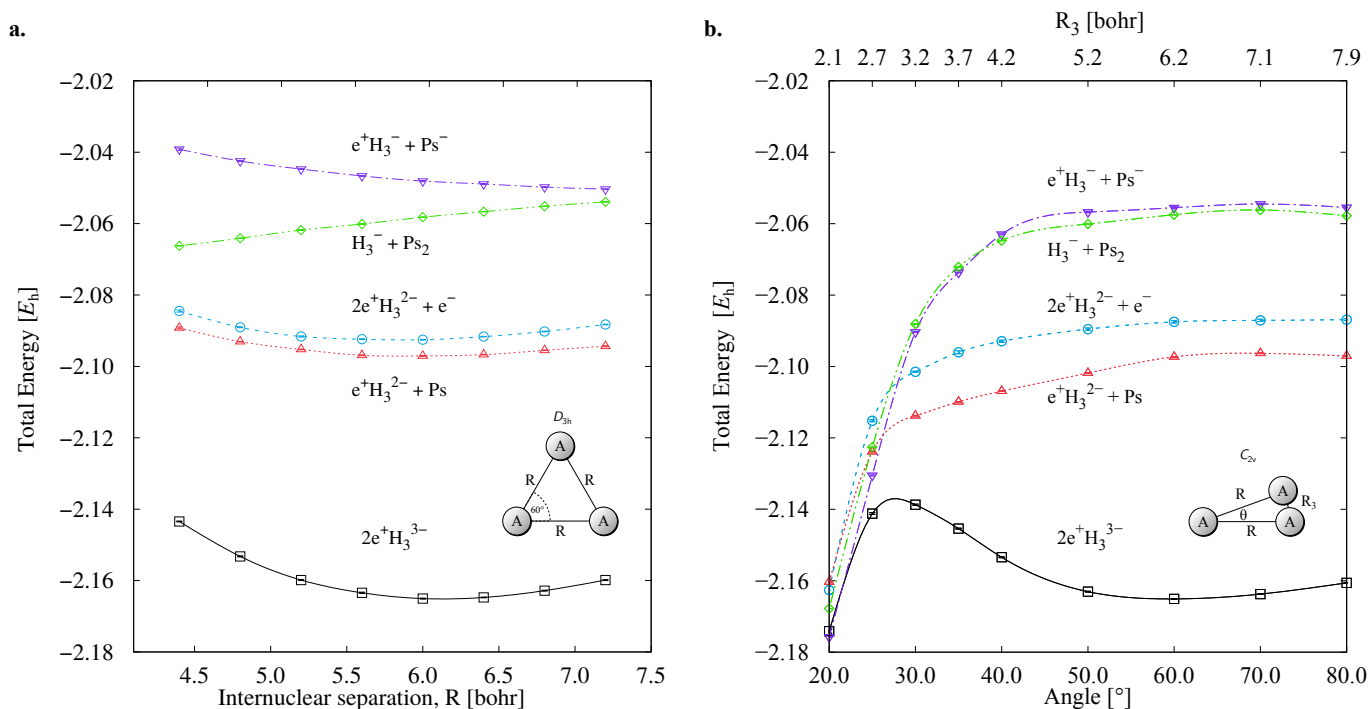 a.
Total Energy [Eₕ]
−2.02
−2.04
−2.06
−2.08
−2.10
−2.12
−2.14
−2.16
−2.18
e⁺H₃⁻ + Ps⁻
H₃⁻ + Ps₂
2e⁺H₃²⁻ + e⁻
e⁺H₃²⁻ + Ps
2e⁺H₃³⁻
D₃ₕ
A
R
R
60°
A
R
A
4.5 5.0 5.5 6.0 6.5 7.0 7.5
Internuclear separation, R [bohr]
b.
R₃ [bohr]
2.1 2.7 3.2 3.7 4.2 5.2 6.2 7.1 7.9
Total Energy [Eₕ]
−2.02
−2.04
−2.06
−2.08
−2.10
−2.12
−2.14
−2.16
−2.18
e⁺H₃⁻ + Ps⁻
H₃⁻ + Ps₂
2e⁺H₃²⁻ + e⁻
e⁺H₃²⁻ + Ps
2e⁺H₃³⁻
C₂ᵥ
A
R
R₃
A
θ
A
R
20.0 30.0 40.0 50.0 60.0 70.0 80.0
Angle [°]